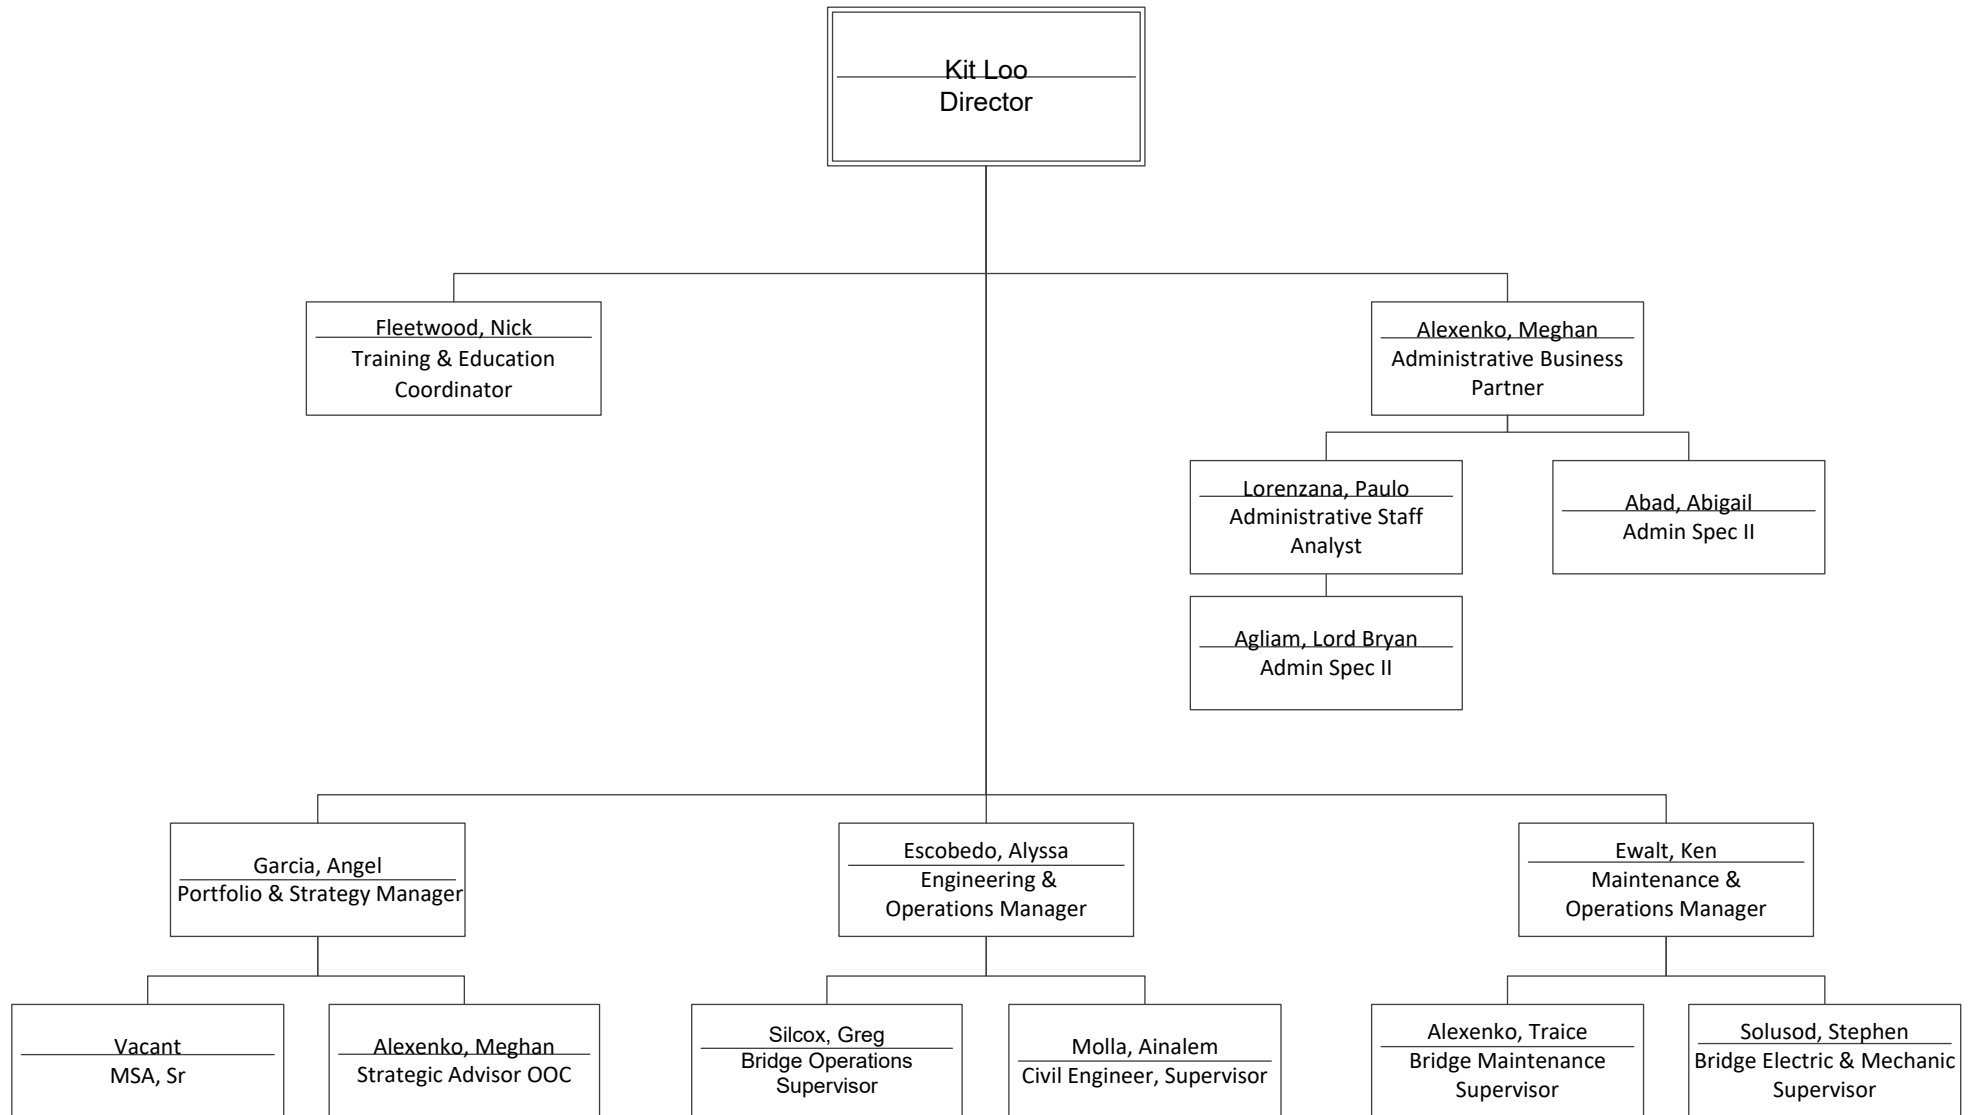 Kit Loo
Director
Fleetwood, Nick
Training & Education
Coordinator
Alexenko, Meghan
Administrative Business
Partner
Lorenzana, Paulo
Administrative Staff
Analyst
Abad, Abigail
Admin Spec II
Agliam, Lord Bryan
Admin Spec II
Garcia, Angel
Portfolio & Strategy Manager
Escobedo, Alyssa
Engineering &
Operations Manager
Ewalt, Ken
Maintenance &
Operations Manager
Vacant
MSA, Sr
Alexenko, Meghan
Strategic Advisor OOC
Silcox, Greg
Bridge Operations
Supervisor
Molla, Ainalem
Civil Engineer, Supervisor
Alexenko, Traice
Bridge Maintenance
Supervisor
Solusod, Stephen
Bridge Electric & Mechanic
Supervisor